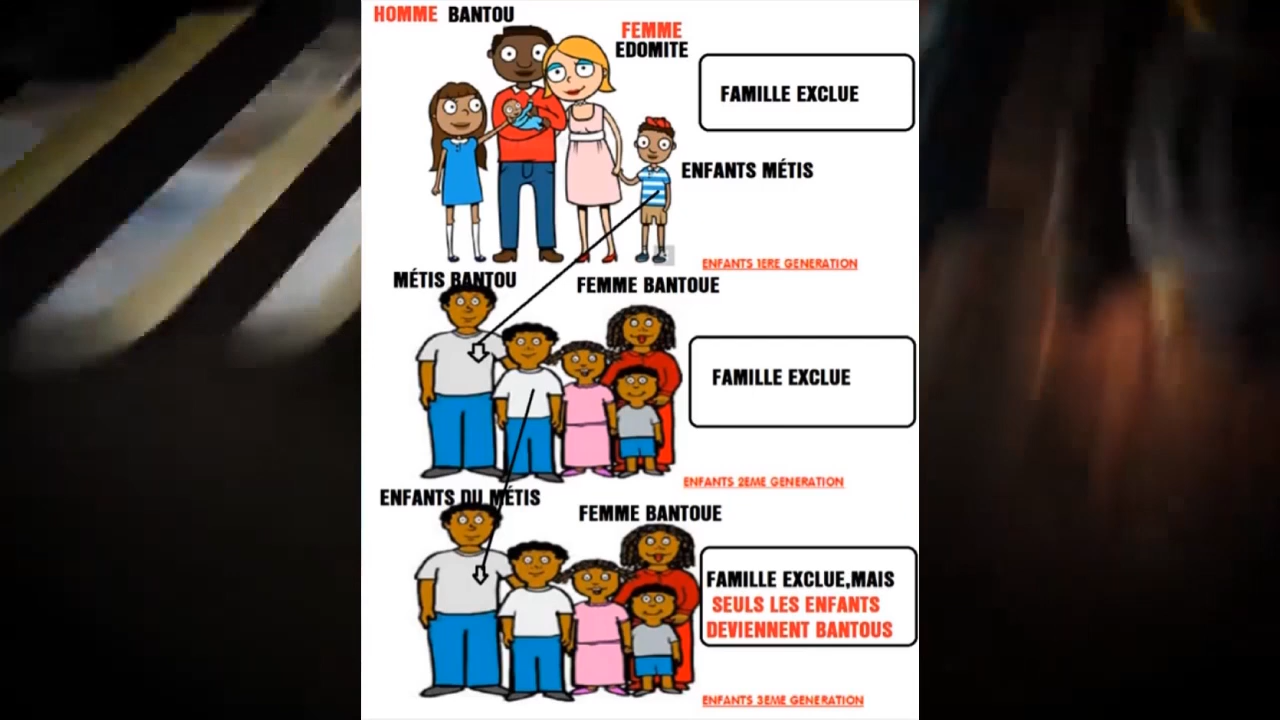 HOMME BANTOU
FEMME
EDOMITE
FAMILLE EXCLUE
ENFANTS MÉTIS
ENFANTS 1ERE GENERATION
MÉTIS BANTOU
FEMME BANTOUE
FAMILLE EXCLUE
ENFANTS 2EME GENERATION
ENFANTS DU MÉTIS
FEMME BANTOUE
FAMILLE EXCLUE,MAIS
SEULS LES ENFANTS
DEVIENNENT BANTOUS
ENFANTS 3EME GENERATION